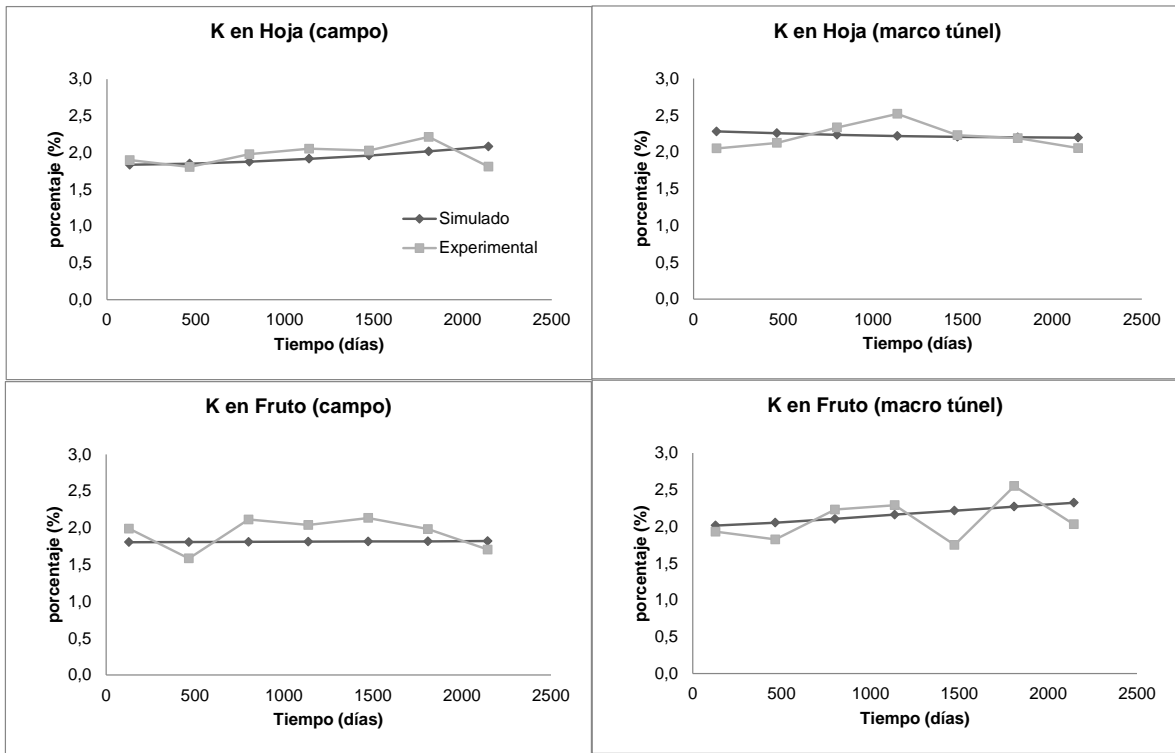 K en Hoja (campo)
porcentaje (%)
3,0
2,5
2,0
1,5
1,0
0,5
0,0
Simulado
Experimental
0 500 1000 1500 2000 2500
Tiempo (días)
K en Hoja (marco túnel)
porcentaje (%)
3,0
2,5
2,0
1,5
1,0
0,5
0,0
0 500 1000 1500 2000 2500
Tiempo (días)
K en Fruto (campo)
porcentaje (%)
3,0
2,5
2,0
1,5
1,0
0,5
0,0
0 500 1000 1500 2000 2500
Tiempo (días)
K en Fruto (macro túnel)
porcentaje (%)
3,0
2,5
2,0
1,5
1,0
0,5
0,0
0 500 1000 1500 2000 2500
Tiempo (días)